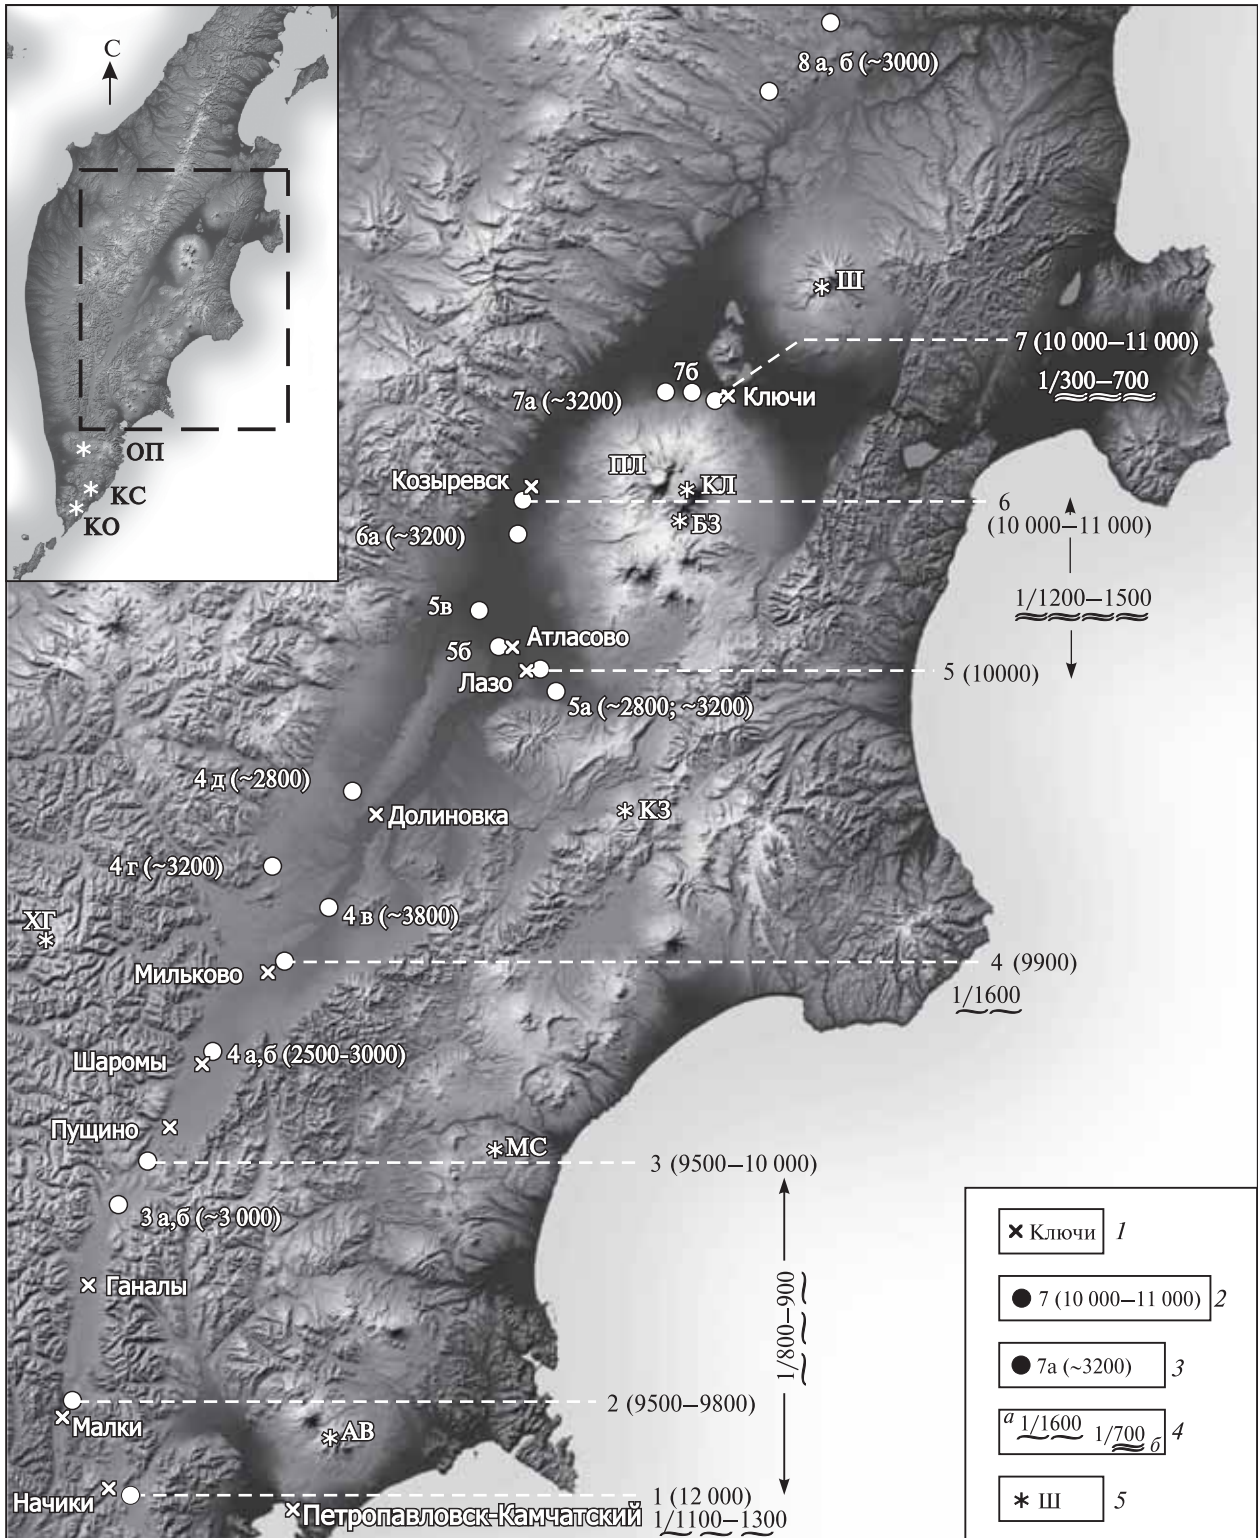 С
ОП
КС
КО
8 а, б (~3000)
Ш
7 (10 000–11 000)
1/300–700
7б
7а (~3200)
Ключи
ПЛ
КЛ
БЗ
Козыревск
6
(10 000–11 000)
6а (~3200)
1/1200–1500
5в
5б
Атласово
Лазо
5 (10000)
5а (~2800; ~3200)
4 д (~2800)
Долиновка
КЗ
4 г (~3200)
4 в (~3800)
ХГ
Мильково
4 (9900)
1/1600
Шаромы
4 а,б (2500-3000)
Пущино
МС
3 (9500–10 000)
3 а,б (~3 000)
Ганалы
1/800–900
2 (9500–9800)
Малки
АВ
Начики
1 (12 000)
Петропавловск-Камчатский
1/1100–1300
Ключи 1
7 (10 000–11 000) 2
7а (~3200) 3
а 1/1600 1/700 б 4
Ш 5